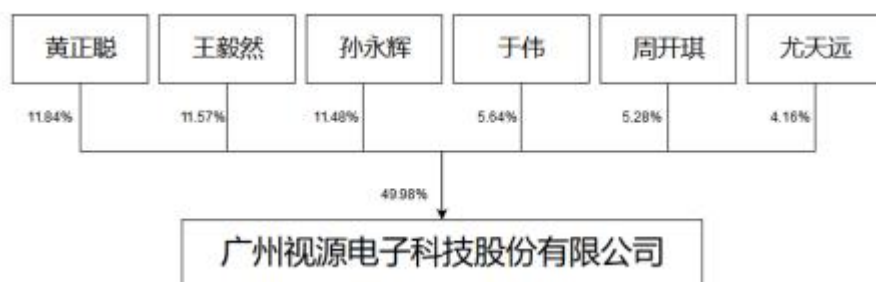 黄正聪 王毅然 孙永辉 于伟 周开琪 尤天远
11.84% 11.57% 11.48% 5.64% 5.28% 4.16%
49.98%
广州视源电子科技股份有限公司